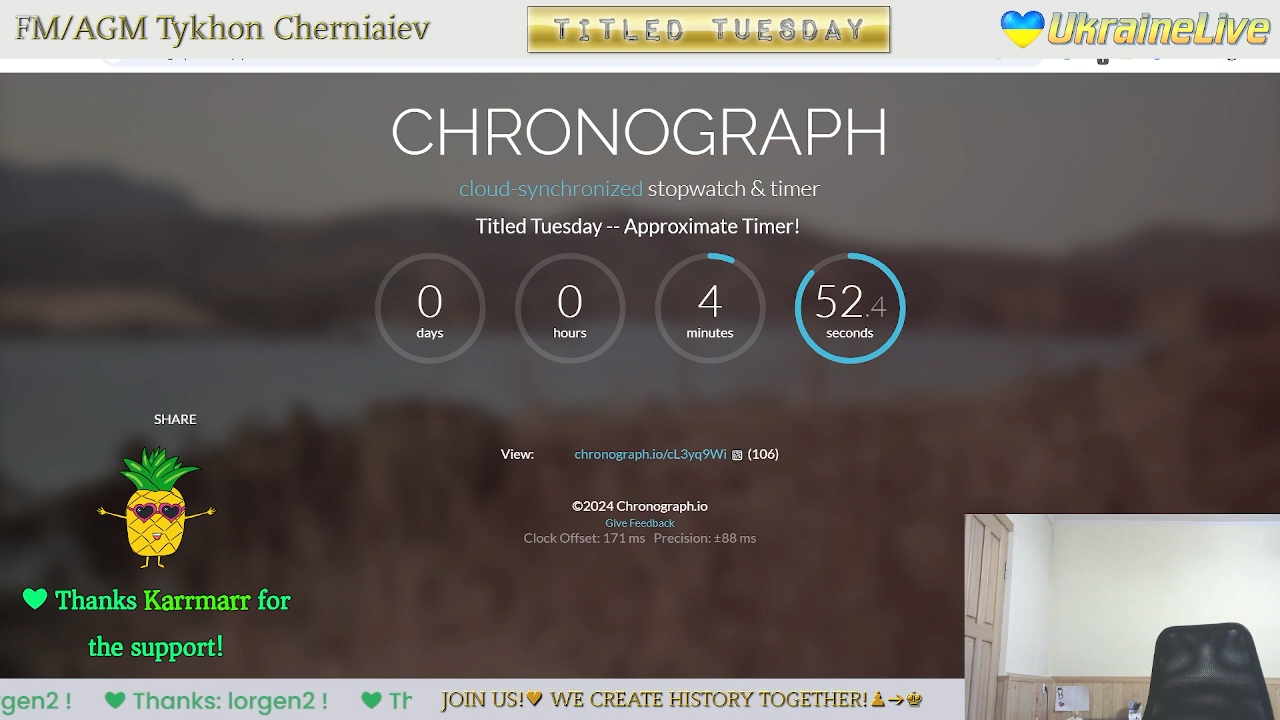 FM/AGM Tykhon Cherniaiev
TITLED TUESDAY
UkraineLive
CHRONOGRAPH
cloud-synchronized stopwatch & timer
Titled Tuesday -- Approximate Timer!
0 0 4 52.4
days hours minutes seconds
SHARE
View: chronograph.io/cL3yq9Wi (106)
©2024 Chronograph.io
Give Feedback
Clock Offset: 171 ms Precision: ±88 ms
Thanks Karrmarr for
the support!
rgen2 ! Thanks: lorgen2 ! Th
JOIN US! WE CREATE HISTORY TOGETHER!